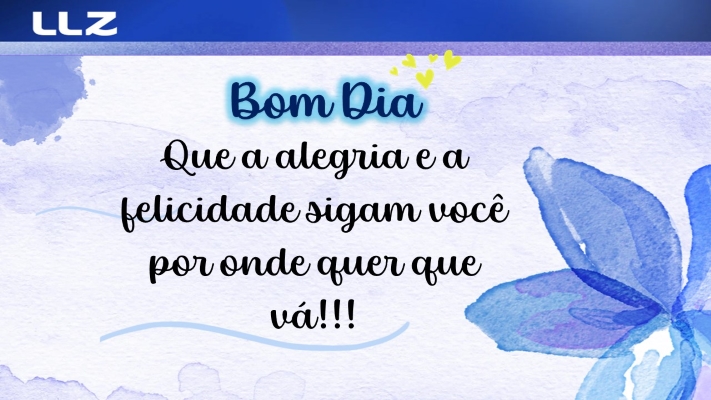 LLZ
Bom Dia
Que a alegria e a
felicidade sigam você
por onde quer que
vá!!!